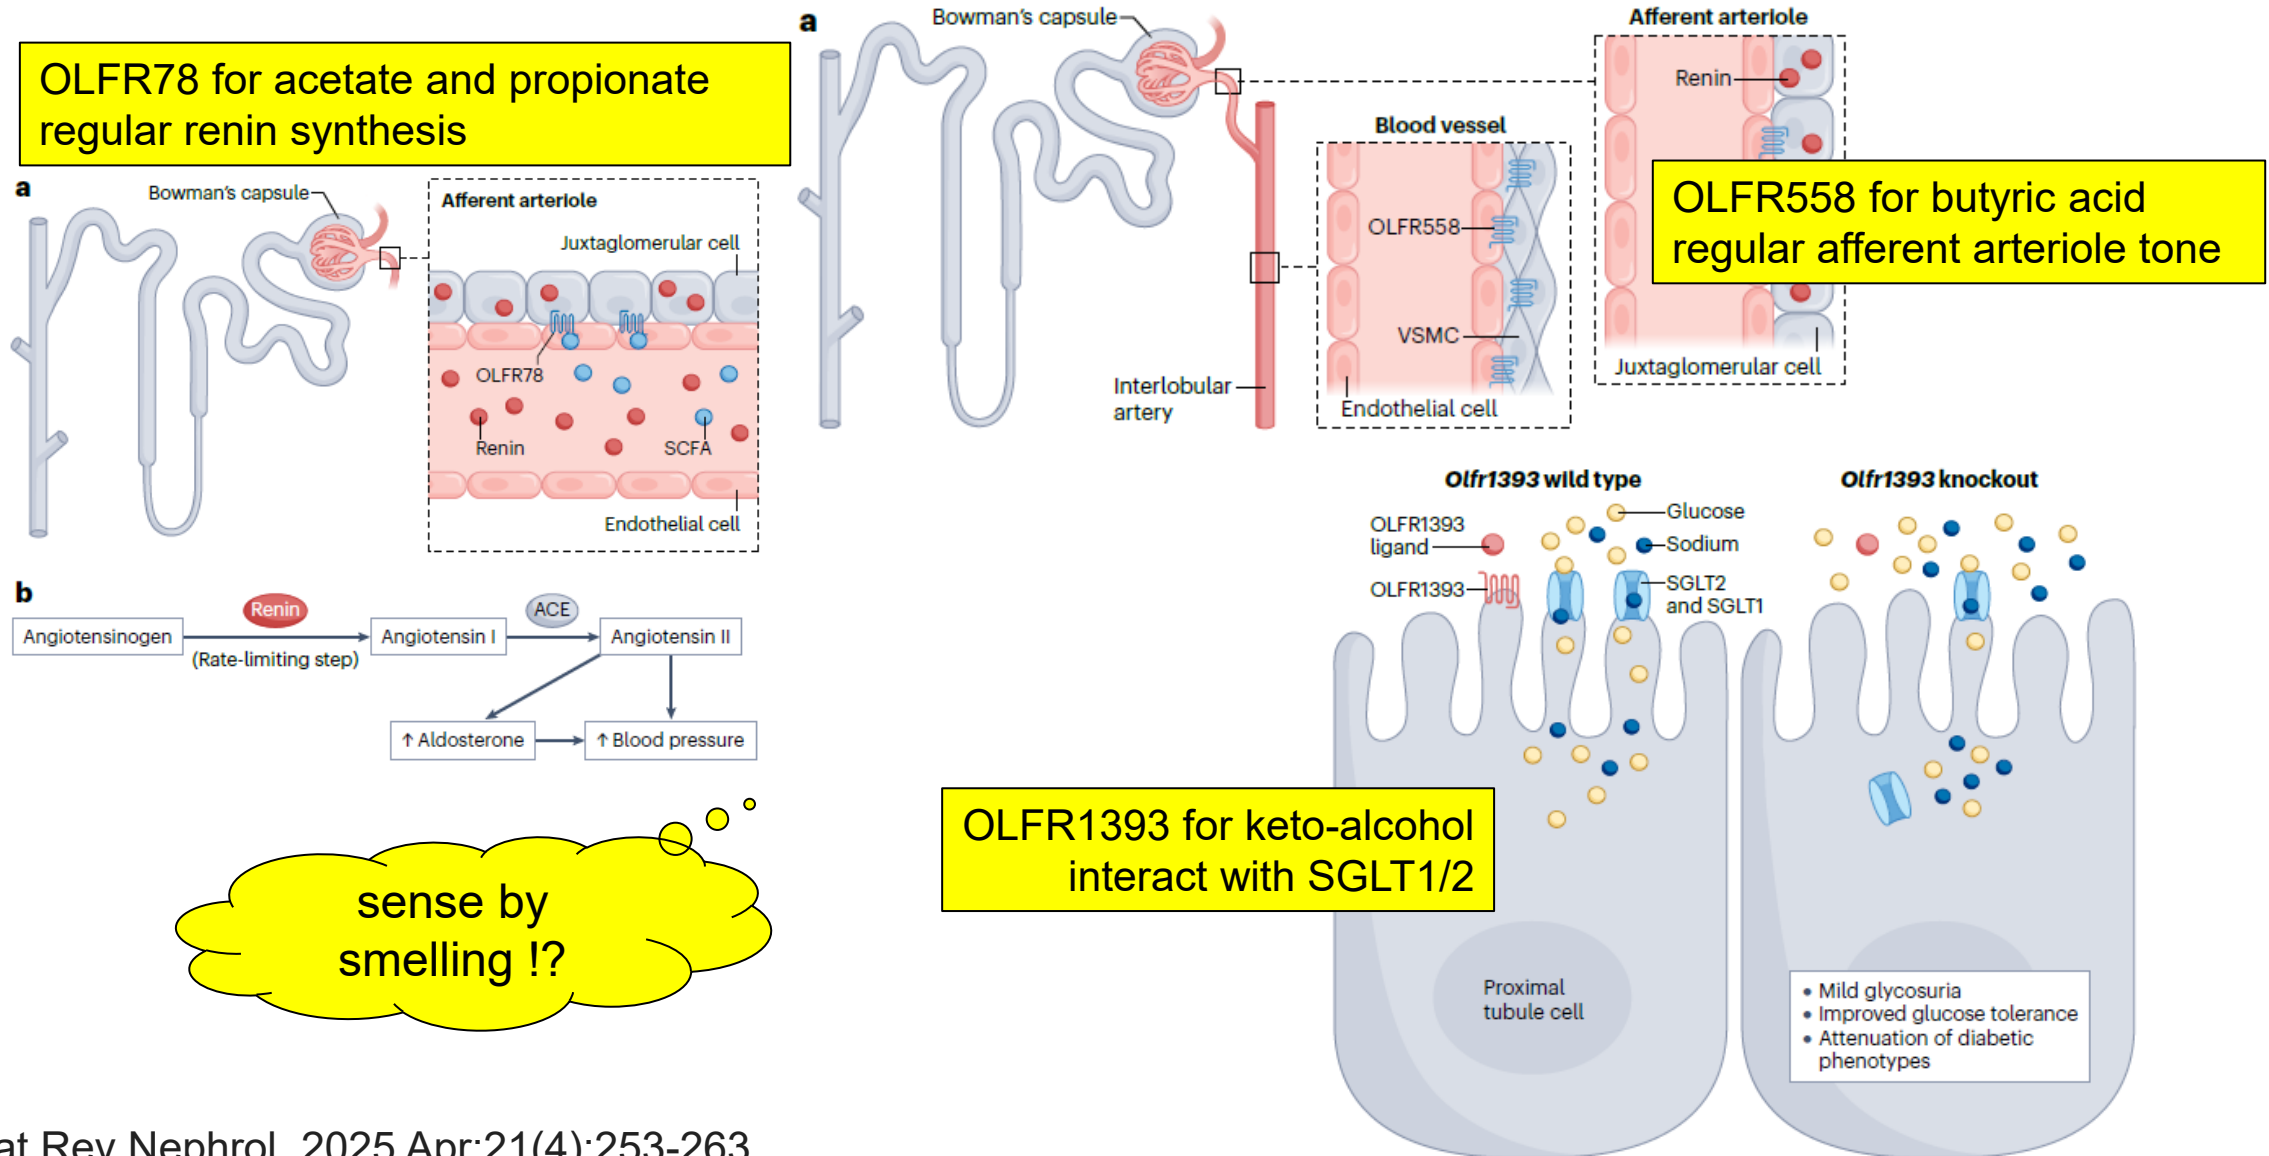 OLFR78 for acetate and propionate
regular renin synthesis
a
Bowman's capsule
Afferent arteriole
Juxtaglomerular cell
OLFR78
Renin
SCFA
Endothelial cell
b
Angiotensinogen
Renin
(Rate-limiting step)
Angiotensin I
ACE
Angiotensin II
↑ Aldosterone
↑ Blood pressure
sense by
smelling !?
at Rev Nephrol. 2025 Apr;21(4):253-263
a
Bowman's capsule
Interlobular
artery
Blood vessel
OLFR558
VSMC
Endothelial cell
Afferent arteriole
Renin
OLFR558 for butyric acid
regular afferent arteriole tone
Juxtaglomerular cell
Olfr1393 wild type
OLFR1393
ligand
OLFR1393
Glucose
Sodium
SGLT2
and SGLT1
OLFR1393 for keto-alcohol
interact with SGLT1/2
Proximal
tubule cell
Olfr1393 knockout
• Mild glycosuria
• Improved glucose tolerance
• Attenuation of diabetic
phenotypes